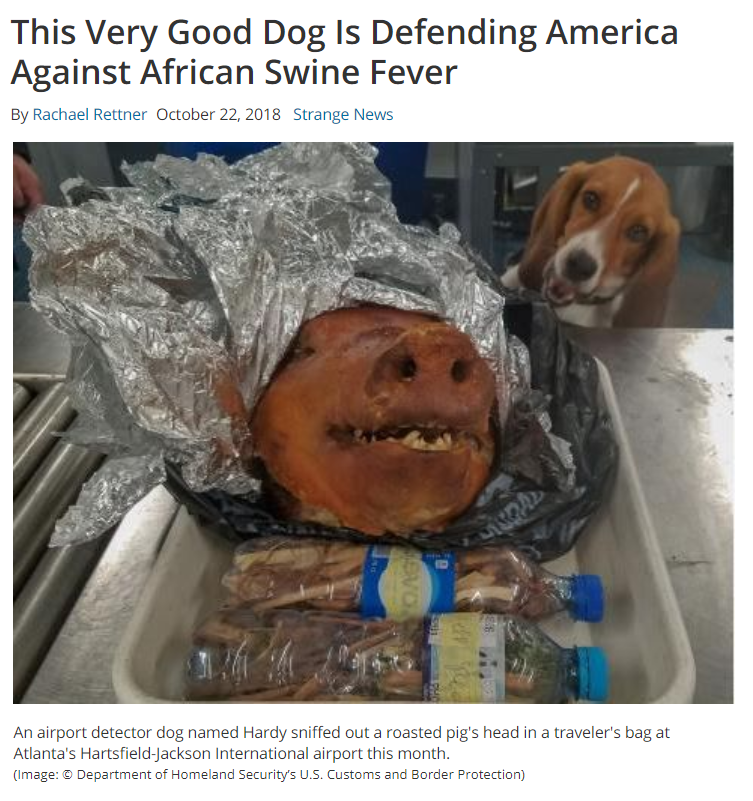 This Very Good Dog Is Defending America
Against African Swine Fever
By Rachael Rettner October 22, 2018 Strange News
An airport detector dog named Hardy sniffed out a roasted pig's head in a traveler's bag at
Atlanta's Hartsfield-Jackson International airport this month.
(Image: © Department of Homeland Security's U.S. Customs and Border Protection)